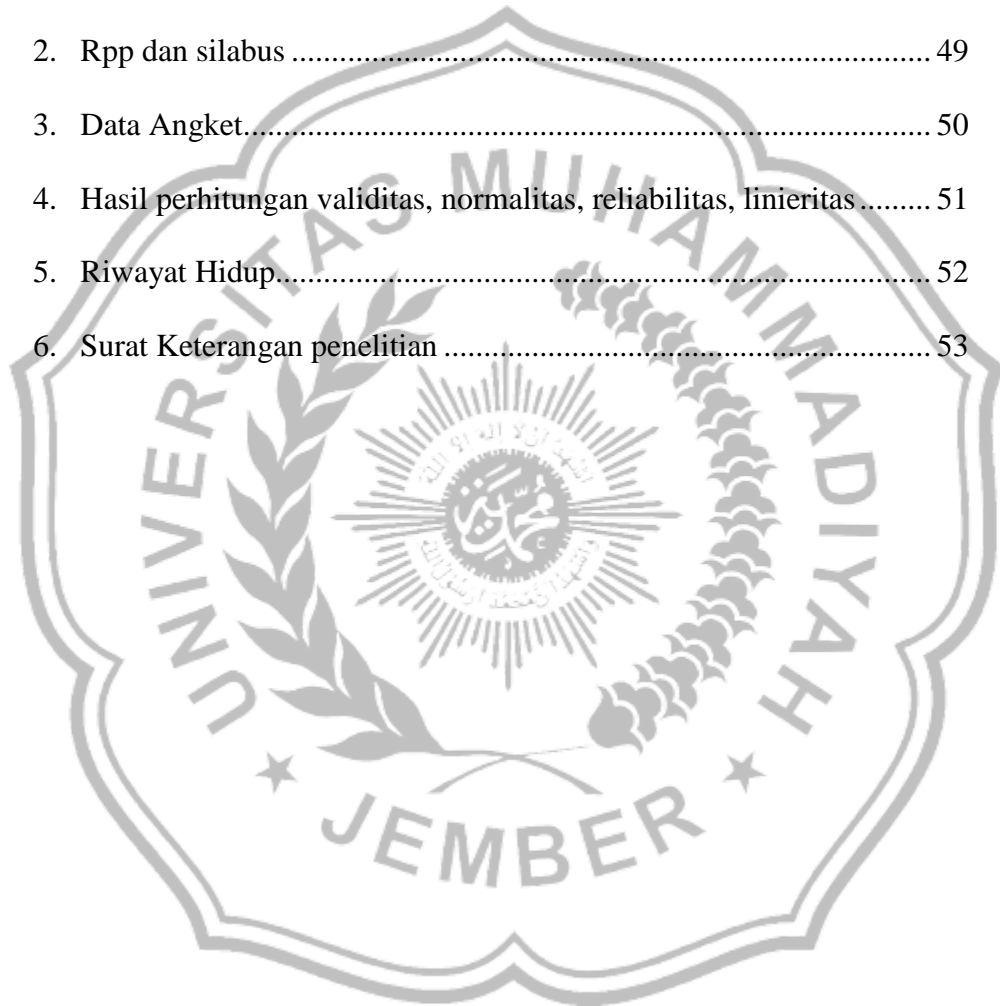 2. Rpp dan silabus ........................................................................... 49
3. Data Angket................................................................................. 50
4. Hasil perhitungan validitas, normalitas, reliabilitas, linieritas ......... 51
5. Riwayat Hidup............................................................................. 52
6. Surat Keterangan penelitian ......................................................... 53
UNIVERSITAS MUHAMMADIYAH
JEMBER